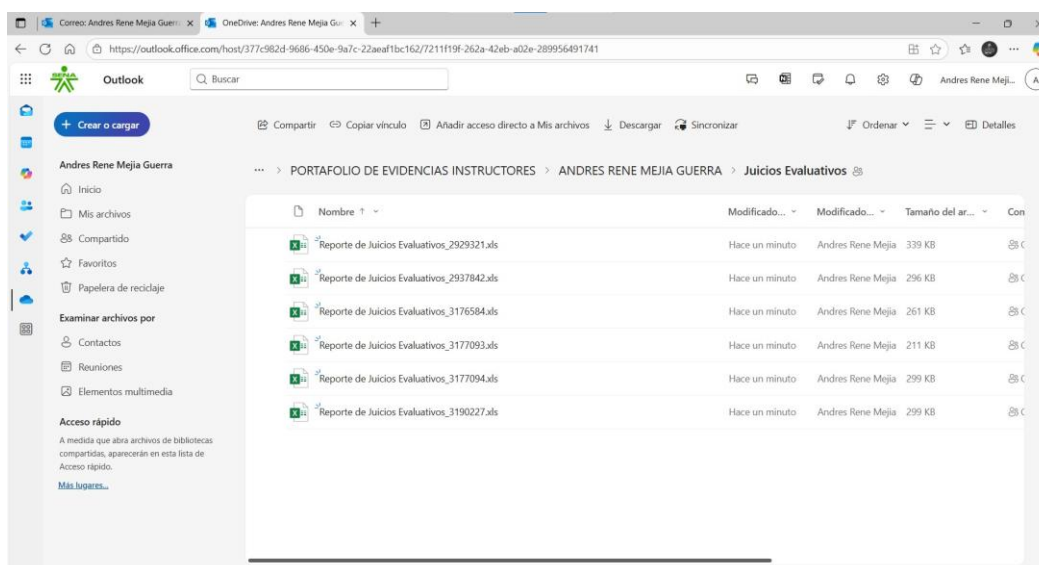 Correo: Andres Rene Mejia Guerr
OneDrive: Andres Rene Mejia Gue
https://outlook.office.com/host/377c982d-9686-450e-9a7c-22aeaf1bc162/7211f19f-262a-42eb-a02e-289956491741
SENA
Outlook
Buscar
Andres Rene Meji...
Crear o cargar
Compartir
Copiar vínculo
Añadir acceso directo a Mis archivos
Descargar
Sincronizar
Ordenar
Detalles
Andres Rene Mejia Guerra
Inicio
Mis archivos
Compartido
Favoritos
Papelera de reciclaje
Examinar archivos por
Contactos
Reuniones
Elementos multimedia
Acceso rápido
A medida que abra archivos de bibliotecas
compartidas, aparecerán en esta lista de
Acceso rápido.
Más lugares...
... > PORTAFOLIO DE EVIDENCIAS INSTRUCTORES > ANDRES RENE MEJIA GUERRA > Juicios Evaluativos
Nombre Modificado... Modificado... Tamaño del ar... Con
Reporte de Juicios Evaluativos_2929321.xls Hace un minuto Andres Rene Mejia 339 KB
Reporte de Juicios Evaluativos_2937842.xls Hace un minuto Andres Rene Mejia 296 KB
Reporte de Juicios Evaluativos_3176584.xls Hace un minuto Andres Rene Mejia 261 KB
Reporte de Juicios Evaluativos_3177093.xls Hace un minuto Andres Rene Mejia 211 KB
Reporte de Juicios Evaluativos_3177094.xls Hace un minuto Andres Rene Mejia 299 KB
Reporte de Juicios Evaluativos_3190227.xls Hace un minuto Andres Rene Mejia 299 KB